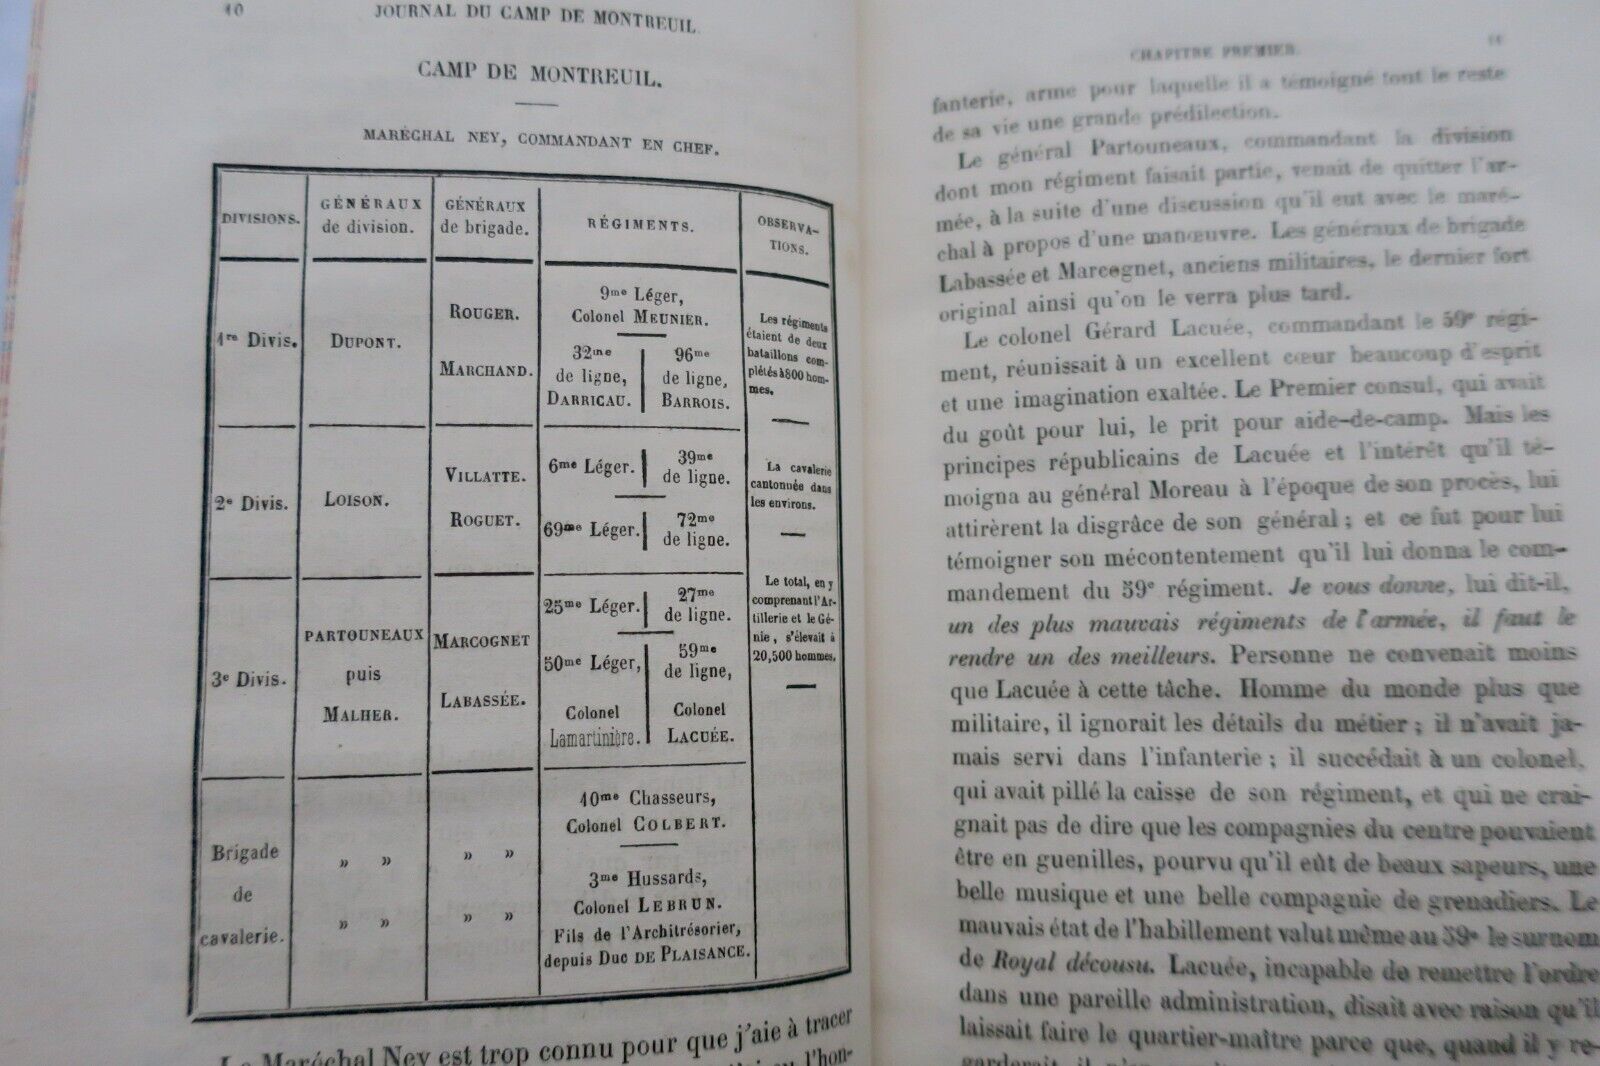 10 JOURNAL DU CAMP DE MONTREUIL.
CAMP DE MONTREUIL.
MARÉCHAL NEY, COMMANDANT EN CHEF.
DIVISIONS.
GÉNÉRAUX
de division.
GÉNÉRAUX
de brigade.
RÉGIMENTS.
OBSERVA-
TIONS.
1re Divis.
DUPONT.
ROUGER.
MARCHAND.
9me Léger,
Colonel MEUNIER.
32me
de ligne,
DARRICAU.
96me
de ligne,
BARROIS.
Les régiments
étaient de deux
bataillons com-
plétés à 800 hom-
mes.
2e Divis.
LOISON.
VILLATTE.
ROGUET.
6me Léger.
39me
de ligne.
69me Léger.
72me
de ligne.
La cavalerie
cantonnée dans
les environs.
3e Divis.
PARTOUNEAUX
puis
MALHER.
MARCOGNET
LABASSÉE.
25me Léger.
27me
de ligne.
50me Léger,
59me
de ligne,
Colonel
Lamartinière.
Colonel
LACUÉE.
Le total, en y
comprenant l'Ar-
tillerie et le Gé-
nie, s'élevait à
20,500 hommes.
Brigade
de
cavalerie.
» »
» »
» »
» »
10me Chasseurs,
Colonel COLBERT.
3me Hussards,
Colonel LEBRUN.
Fils de l'Architrésorier,
depuis Duc DE PLAISANCE.
Le Maréchal Ney est trop connu pour que j'aie à tracer
l'hon-
CHAPITRE PREMIER. 11
fanterie, arme pour laquelle il a témoigné tout le reste
de sa vie une grande prédilection.
Le général Partouneaux, commandant la division
dont mon régiment faisait partie, venait de quitter l'ar-
mée, à la suite d'une discussion qu'il eut avec le maré-
chal à propos d'une manœuvre. Les généraux de brigade
Labassée et Marcognet, anciens militaires, le dernier fort
original ainsi qu'on le verra plus tard.
Le colonel Gérard Lacuée, commandant le 59e régi-
ment, réunissait à un excellent cœur beaucoup d'esprit
et une imagination exaltée. Le Premier consul, qui avait
du goût pour lui, le prit pour aide-de-camp. Mais les
principes républicains de Lacuée et l'intérêt qu'il té-
moigna au général Moreau à l'époque de son procès, lui
attirèrent la disgrâce de son général ; et ce fut pour lui
témoigner son mécontentement qu'il lui donna le com-
mandement du 59e régiment. Je vous donne, lui dit-il,
un des plus mauvais régiments de l'armée, il faut le
rendre un des meilleurs. Personne ne convenait moins
que Lacuée à cette tâche. Homme du monde plus que
militaire, il ignorait les détails du métier ; il n'avait ja-
mais servi dans l'infanterie ; il succédait à un colonel,
qui avait pillé la caisse de son régiment, et qui ne crai-
gnait pas de dire que les compagnies du centre pouvaient
être en guenilles, pourvu qu'il eût de beaux sapeurs, une
belle musique et une belle compagnie de grenadiers. Le
mauvais état de l'habillement valut même au 59e le surnom
de Royal décousu. Lacuée, incapable de remettre l'ordre
dans une pareille administration, disait avec raison qu'il
laissait faire le quartier-maître parce que, quand il y re-
garderait, il n'en